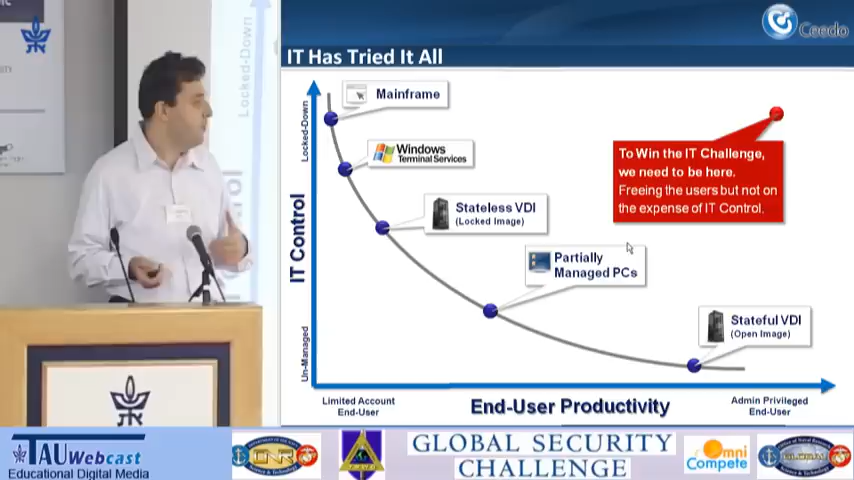 Ceedo
IT Has Tried It All
Locked-Down
IT Control
Un-Managed
Mainframe
Windows
Terminal Services
Stateless VDI
(Locked Image)
Partially
Managed PCs
Stateful VDI
(Open Image)
To Win the IT Challenge,
we need to be here.
Freeing the users but not on
the expense of IT Control.
Limited Account
End-User
End-User Productivity
Admin Privileged
End-User
Locked-Down
TAU Webcast
Educational Digital Media
ONR
GLOBAL SECURITY
CHALLENGE
Omni
Compete
GLOBAL